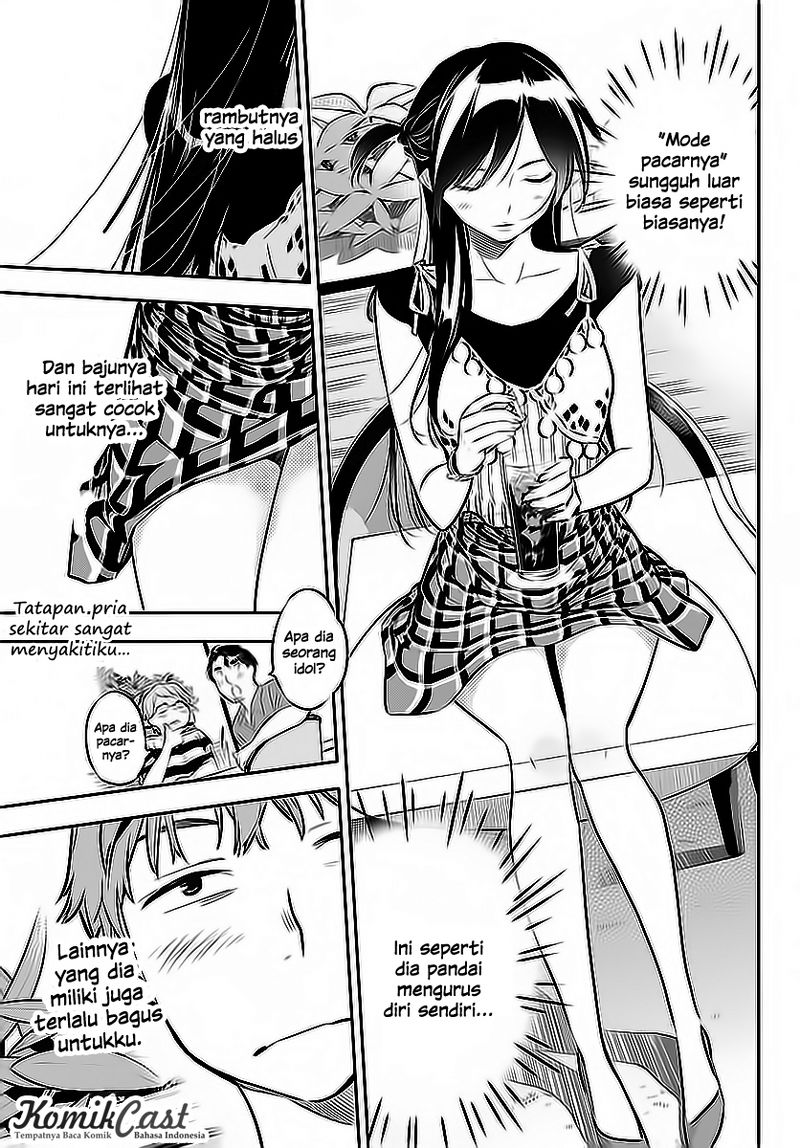 "Mode
pacarnya"
sungguh luar
biasa seperti
biasanya!
rambutnya
yang halus
Dan bajunya
hari ini terlihat
sangat cocok
untuknya...
Tatapan.pria
sekitar sangat
menyakitiku...
Apa dia
seorang
idol?
Apa dia
pacar-
nya?
Ini seperti
dia pandai
mengurus
diri sendiri...
Lainnya
yang dia
miliki juga
terlalu bagus
untukku.
KomikCast
Tempatnya Baca Komik Bahasa Indonesia